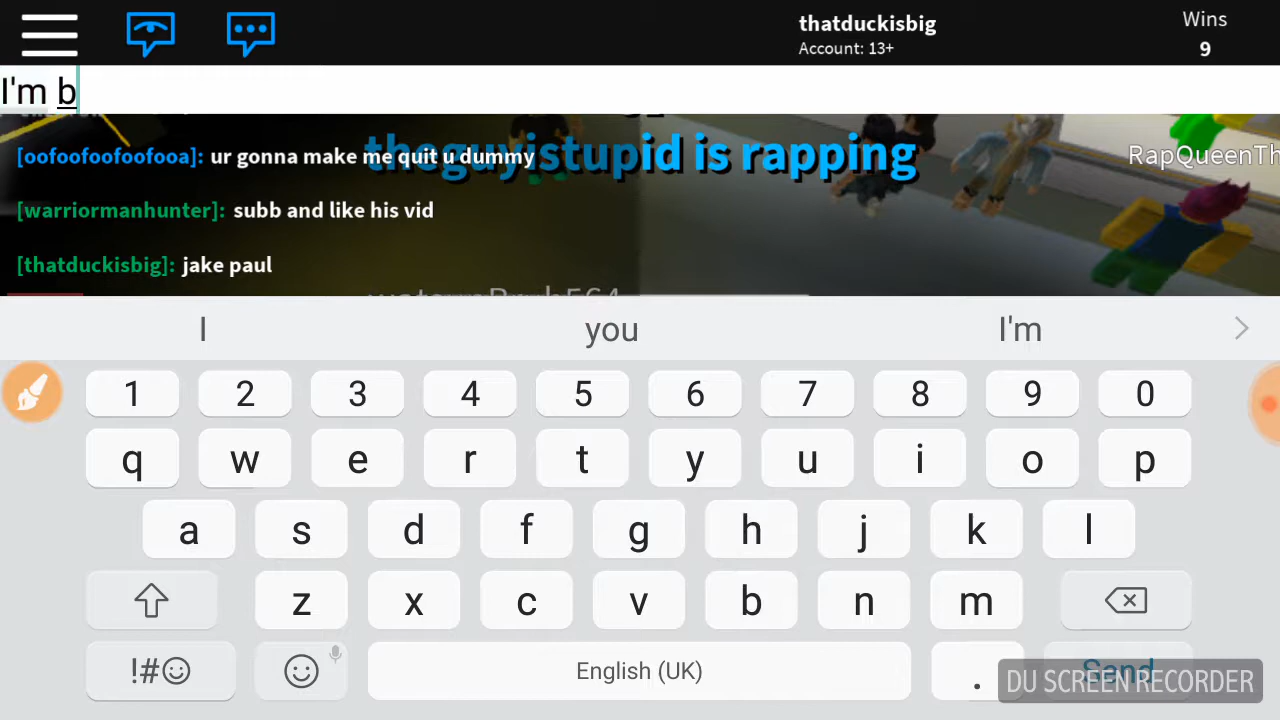 thatduckisbig
Account: 13+
Wins
9
I'm b
theguyistupid is rapping
[oofoofoofoofooa]: ur gonna make me quit u dummy
[warriormanhunter]: subb and like his vid
[thatduckisbig]: jake paul
I you I'm
1 2 3 4 5 6 7 8 9 0
q w e r t y u i o p
a s d f g h j k l
z x c v b n m
!#
English (UK)
.
Send
DU SCREEN RECORDER